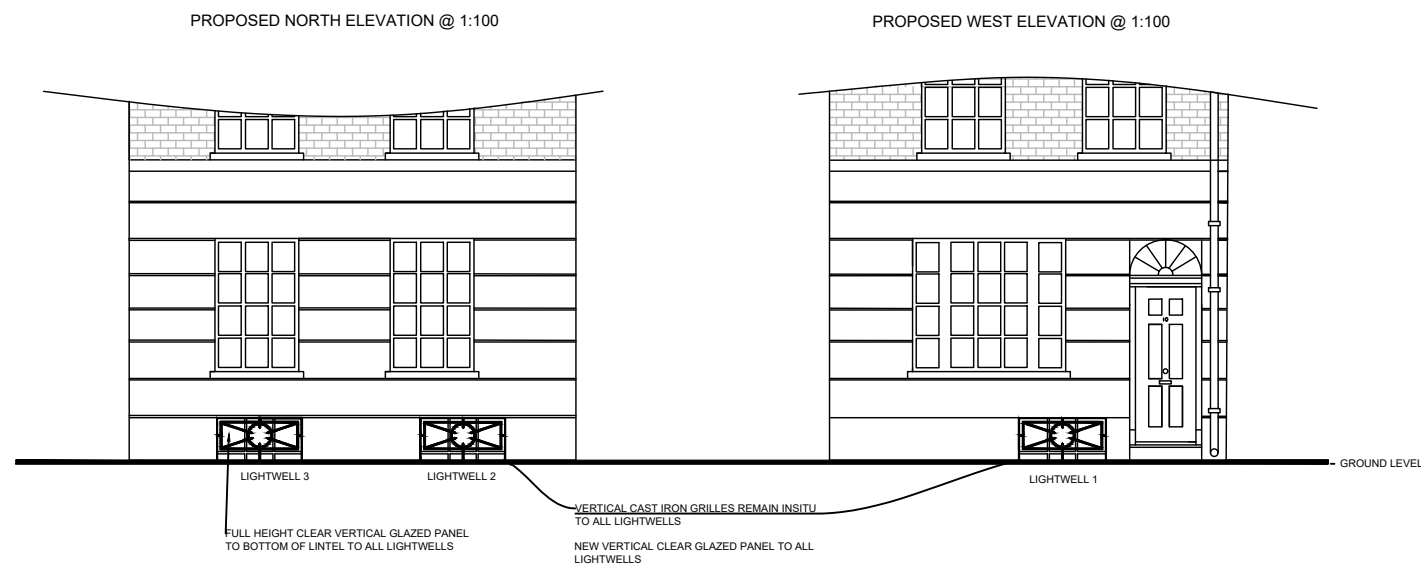 PROPOSED NORTH ELEVATION @ 1:100
PROPOSED WEST ELEVATION @ 1:100
10
GROUND LEVEL
LIGHTWELL 3
LIGHTWELL 2
LIGHTWELL 1
FULL HEIGHT CLEAR VERTICAL GLAZED PANEL
TO BOTTOM OF LINTEL TO ALL LIGHTWELLS
VERTICAL CAST IRON GRILLES REMAIN INSITU
TO ALL LIGHTWELLS
NEW VERTICAL CLEAR GLAZED PANEL TO ALL
LIGHTWELLS